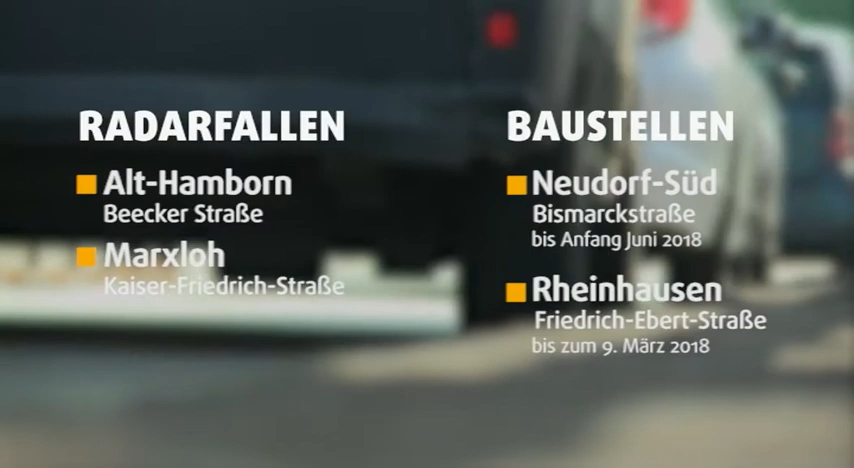 RADARFALLEN
Alt-Hamborn
Beecker Straße
Marxloh
Kaiser-Friedrich-Straße
BAUSTELLEN
Neudorf-Süd
Bismarckstraße
bis Anfang Juni 2018
Rheinhausen
Friedrich-Ebert-Straße
bis zum 9. März 2018